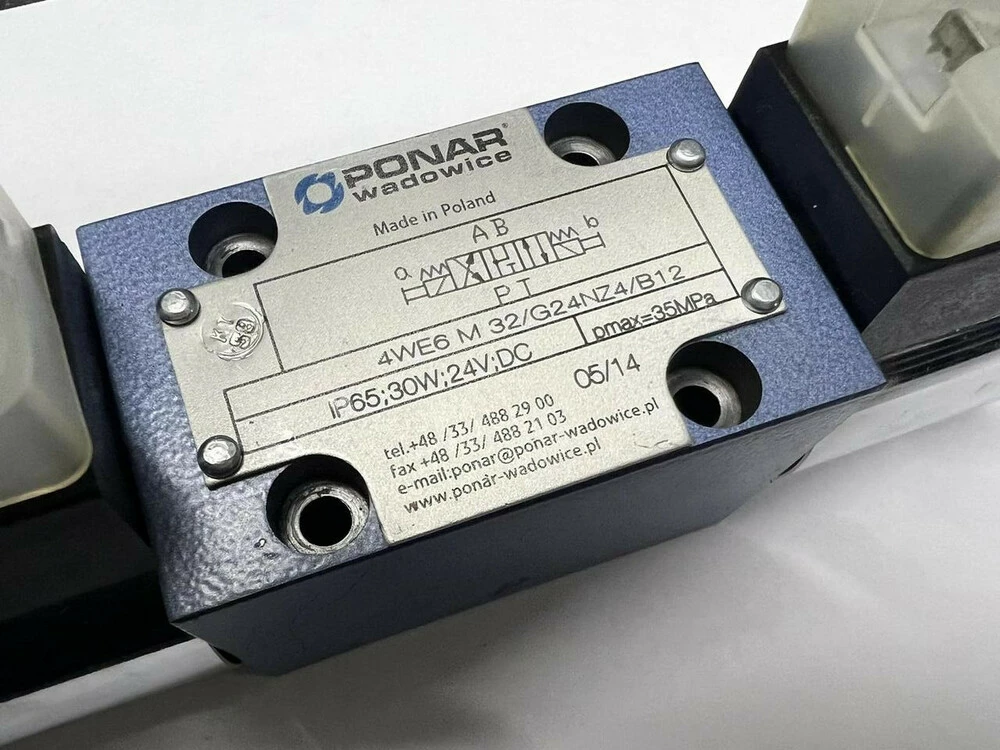 PONAR®
wadowice
Made in Poland
A B
a b
P T
4WE6 M 32/G24NZ4/B12
IP65;30W;24V;DC
pmax=35MPa
05/14
tel.+48 /33/ 488 29 00
fax +48 /33/ 488 21 03
e-mail:ponar@ponar-wadowice.pl
www.ponar-wadowice.pl